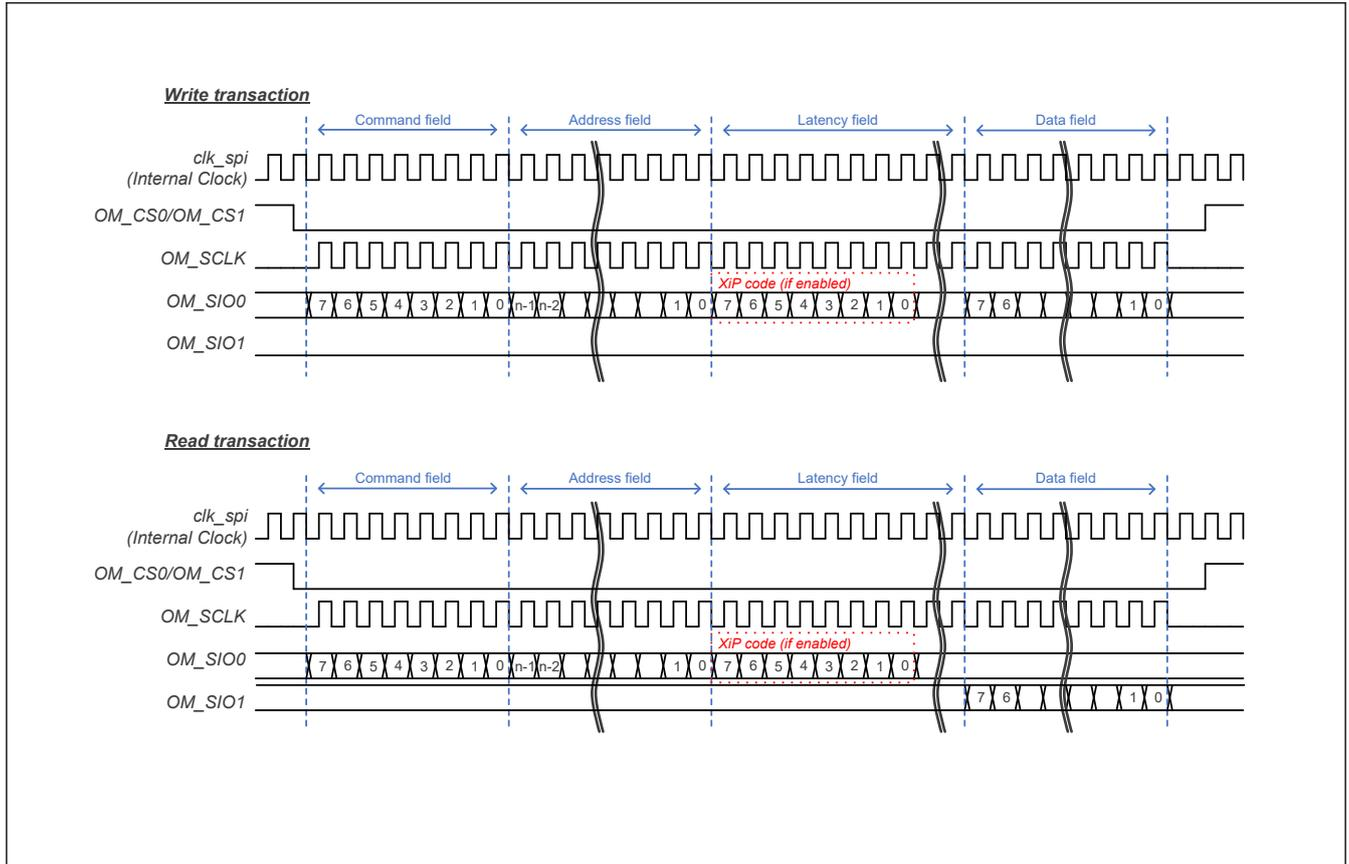 Write transaction
Command field Address field Latency field Data field
clk_spi
(Internal Clock)
OM_CS0/OM_CS1
OM_SCLK
XiP code (if enabled)
OM_SIO0 7 6 5 4 3 2 1 0 n-1 n-2 1 0 7 6 5 4 3 2 1 0 7 6 1 0
OM_SIO1
Read transaction
Command field Address field Latency field Data field
clk_spi
(Internal Clock)
OM_CS0/OM_CS1
OM_SCLK
XiP code (if enabled)
OM_SIO0 7 6 5 4 3 2 1 0 n-1 n-2 1 0 7 6 5 4 3 2 1 0
OM_SIO1 7 6 1 0